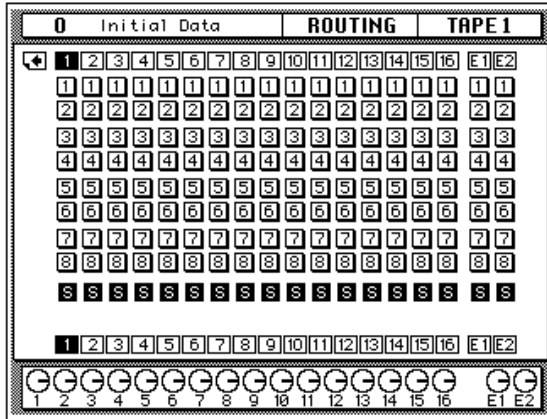 0 Initial Data ROUTING TAPE 1
1 2 3 4 5 6 7 8 9 10 11 12 13 14 15 16 E1 E2
1 1 1 1 1 1 1 1 1 1 1 1 1 1 1 1 1 1
2 2 2 2 2 2 2 2 2 2 2 2 2 2 2 2 2 2
3 3 3 3 3 3 3 3 3 3 3 3 3 3 3 3 3 3
4 4 4 4 4 4 4 4 4 4 4 4 4 4 4 4 4 4
5 5 5 5 5 5 5 5 5 5 5 5 5 5 5 5 5 5
6 6 6 6 6 6 6 6 6 6 6 6 6 6 6 6 6 6
7 7 7 7 7 7 7 7 7 7 7 7 7 7 7 7 7 7
8 8 8 8 8 8 8 8 8 8 8 8 8 8 8 8 8 8
S S S S S S S S S S S S S S S S S S
1 2 3 4 5 6 7 8 9 10 11 12 13 14 15 16 E1 E2
1 2 3 4 5 6 7 8 9 10 11 12 13 14 15 16 E1 E2